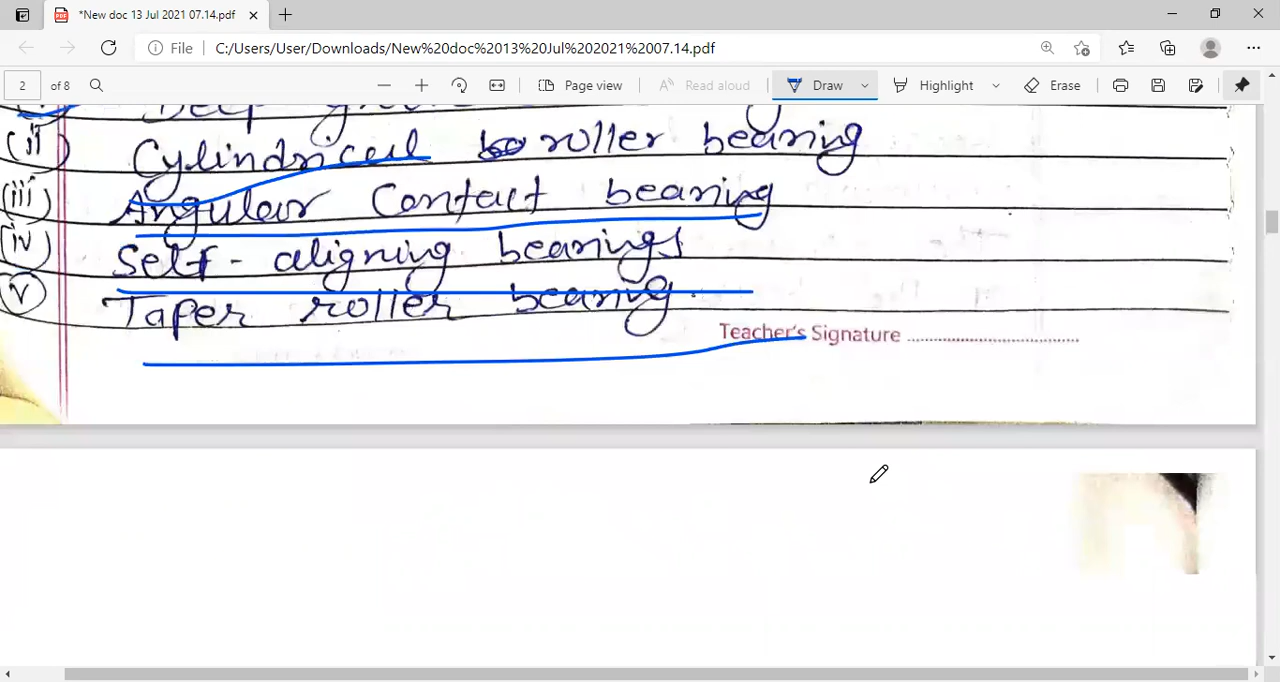 *New doc 13 Jul 2021 07.14.pdf
File C:/Users/User/Downloads/New%20doc%2013%20Jul%202021%2007.14.pdf
2 of 8 Page view Read aloud Draw Highlight Erase
Deep
(ii) Cylindrical roller bearing
(iii) Angular Contact bearing
(iv) Self-aligning bearings
(v) Taper roller bearing.
Teacher's Signature